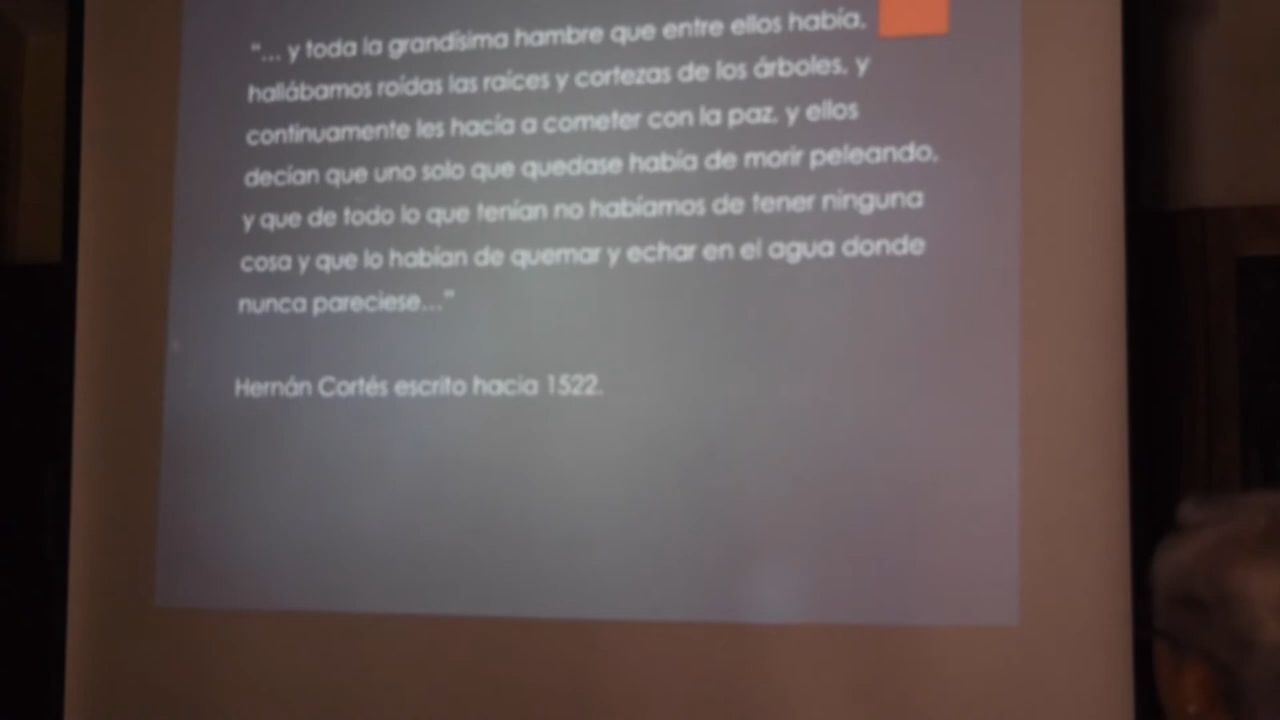 "... y toda la grandísima hambre que entre ellos había,
hallábamos roídas las raíces y cortezas de los árboles, y
continuamente les hacía a cometer con la paz, y ellos
decían que uno solo que quedase había de morir peleando,
y que de todo lo que tenían no habíamos de tener ninguna
cosa y que lo habían de quemar y echar en el agua donde
nunca pareciese..."
Hernán Cortés escrito hacia 1522.